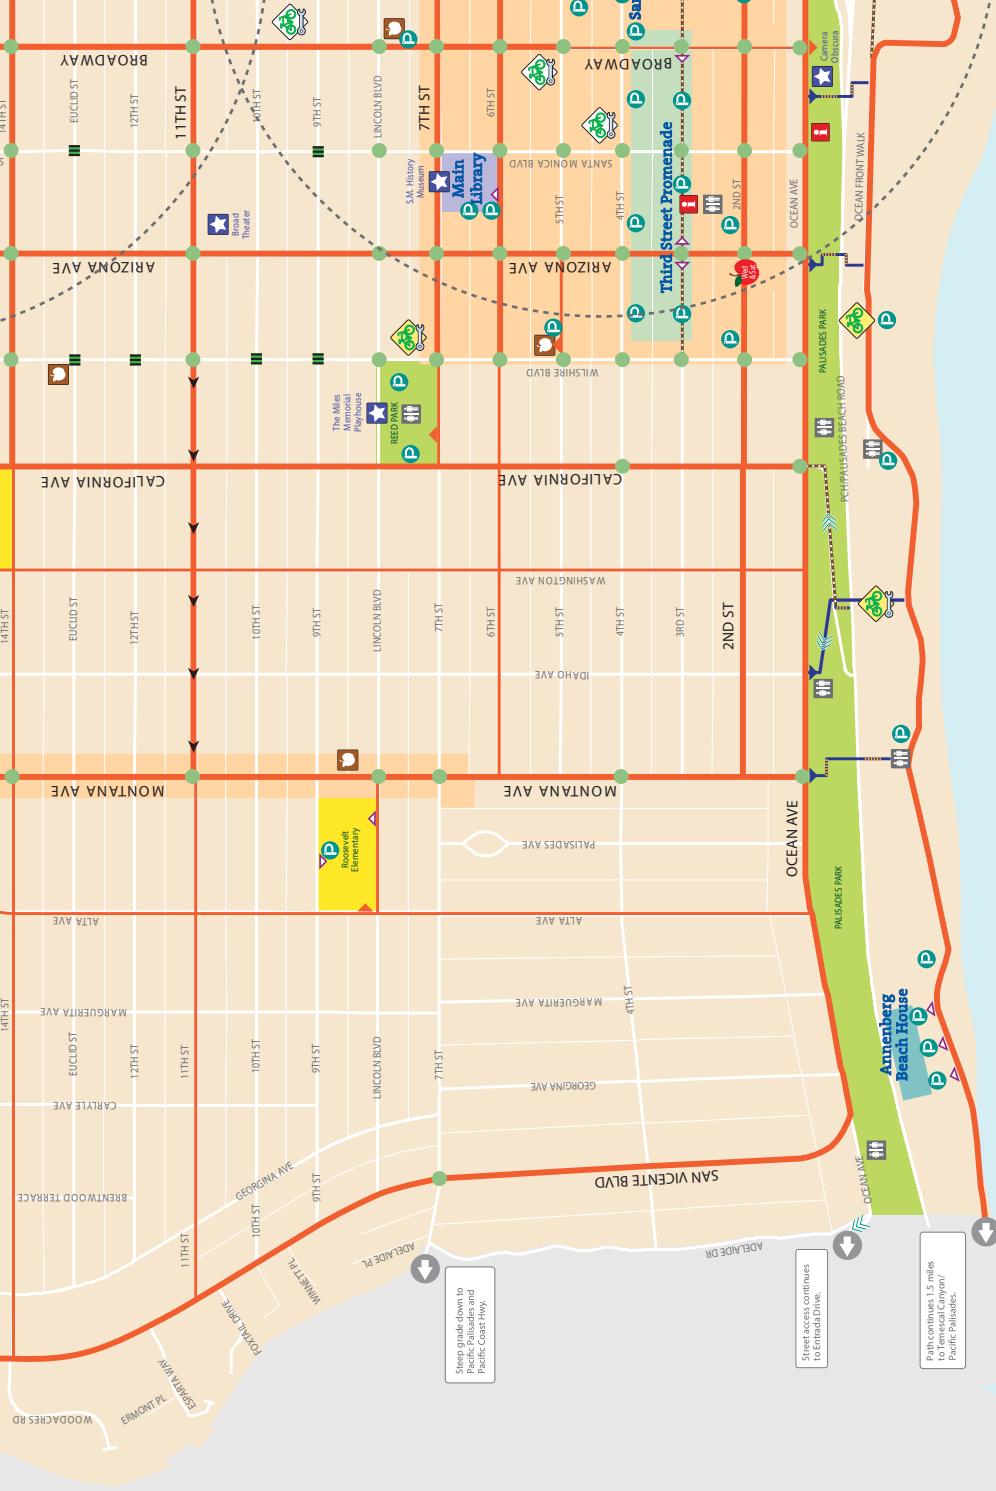 BROADWAY
BROADWAY
San
Camera
Obscura
14TH ST
EUCLID ST
12TH ST
11TH ST
10TH ST
9TH ST
LINCOLN BLVD
7TH ST
6TH ST
S.M. History
Museum
Main
Library
SANTA MONICA BLVD
5TH ST
4TH ST
Third Street Promenade
2ND ST
OCEAN AVE
OCEAN FRONT WALK
Broad
Theater
ARIZONA AVE
ARIZONA AVE
Wed
& Sat
PALISADES PARK
WILSHIRE BLVD
The Miles
Memorial
Playhouse
REED PARK
PCH/PALISADES BEACH ROAD
CALIFORNIA AVE
CALIFORNIA AVE
WASHINGTON AVE
14TH ST
EUCLID ST
12TH ST
10TH ST
9TH ST
LINCOLN BLVD
7TH ST
6TH ST
5TH ST
4TH ST
3RD ST
2ND ST
IDAHO AVE
MONTANA AVE
MONTANA AVE
Roosevelt
Elementary
PALISADES AVE
OCEAN AVE
PALISADES PARK
ALTA AVE
ALTA AVE
14TH ST
MARGUERITA AVE
MARGUERITA AVE
4TH ST
Annenberg
Beach House
EUCLID ST
12TH ST
11TH ST
10TH ST
9TH ST
LINCOLN BLVD
7TH ST
GEORGINA AVE
CARLYLE AVE
GEORGINA AVE
BRENTWOOD TERRACE
9TH ST
10TH ST
11TH ST
SAN VICENTE BLVD
OCEAN AVE
ADELAIDE PL
ADELAIDE DR
WINNETT PL
FOXTAIL DRIVE
ESPARTA WAY
ERMONT PL
WOODACRES RD
Steep grade down to
Pacific Palisades and
Pacific Coast Hwy.
Street access continues
to Entrada Drive.
Path continues 1.5 miles
to Temescal Canyon/
Pacific Palisades.